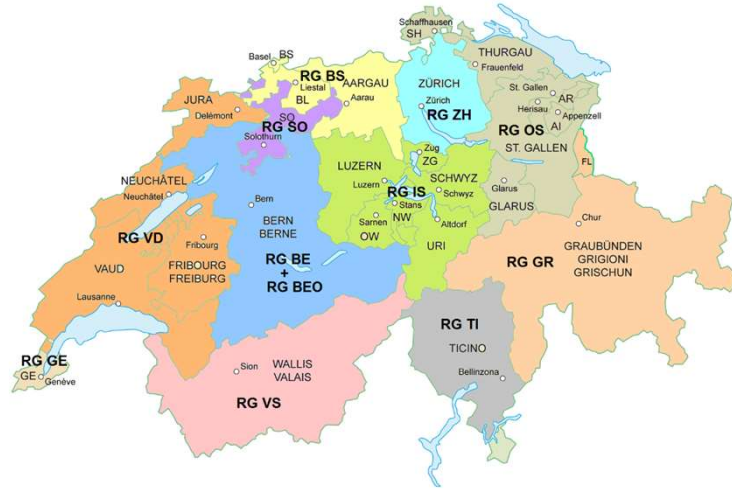 Schaffhausen
SH
THURGAU
Frauenfeld
Basel
BS
RG BS
Liestal
BL
AARGAU
Aarau
ZÜRICH
Zürich
RG ZH
St. Gallen
AR
Herisau
Appenzell
AI
RG OS
ST. GALLEN
FL
JURA
Delémont
SO
RG SO
Solothurn
LUZERN
Luzern
Zug
ZG
SCHWYZ
Schwyz
RG IS
Stans
NW
Sarnen
OW
Altdorf
URI
Glarus
GLARUS
NEUCHÂTEL
Neuchâtel
Bern
BERN
BERNE
RG BE
+
RG BEO
RG VD
Fribourg
FRIBOURG
FREIBURG
VAUD
Lausanne
Chur
GRAUBÜNDEN
GRIGIONI
GRISCHUN
RG GR
RG GE
GE
Genève
Sion
WALLIS
VALAIS
RG VS
RG TI
TICINO
Bellinzona